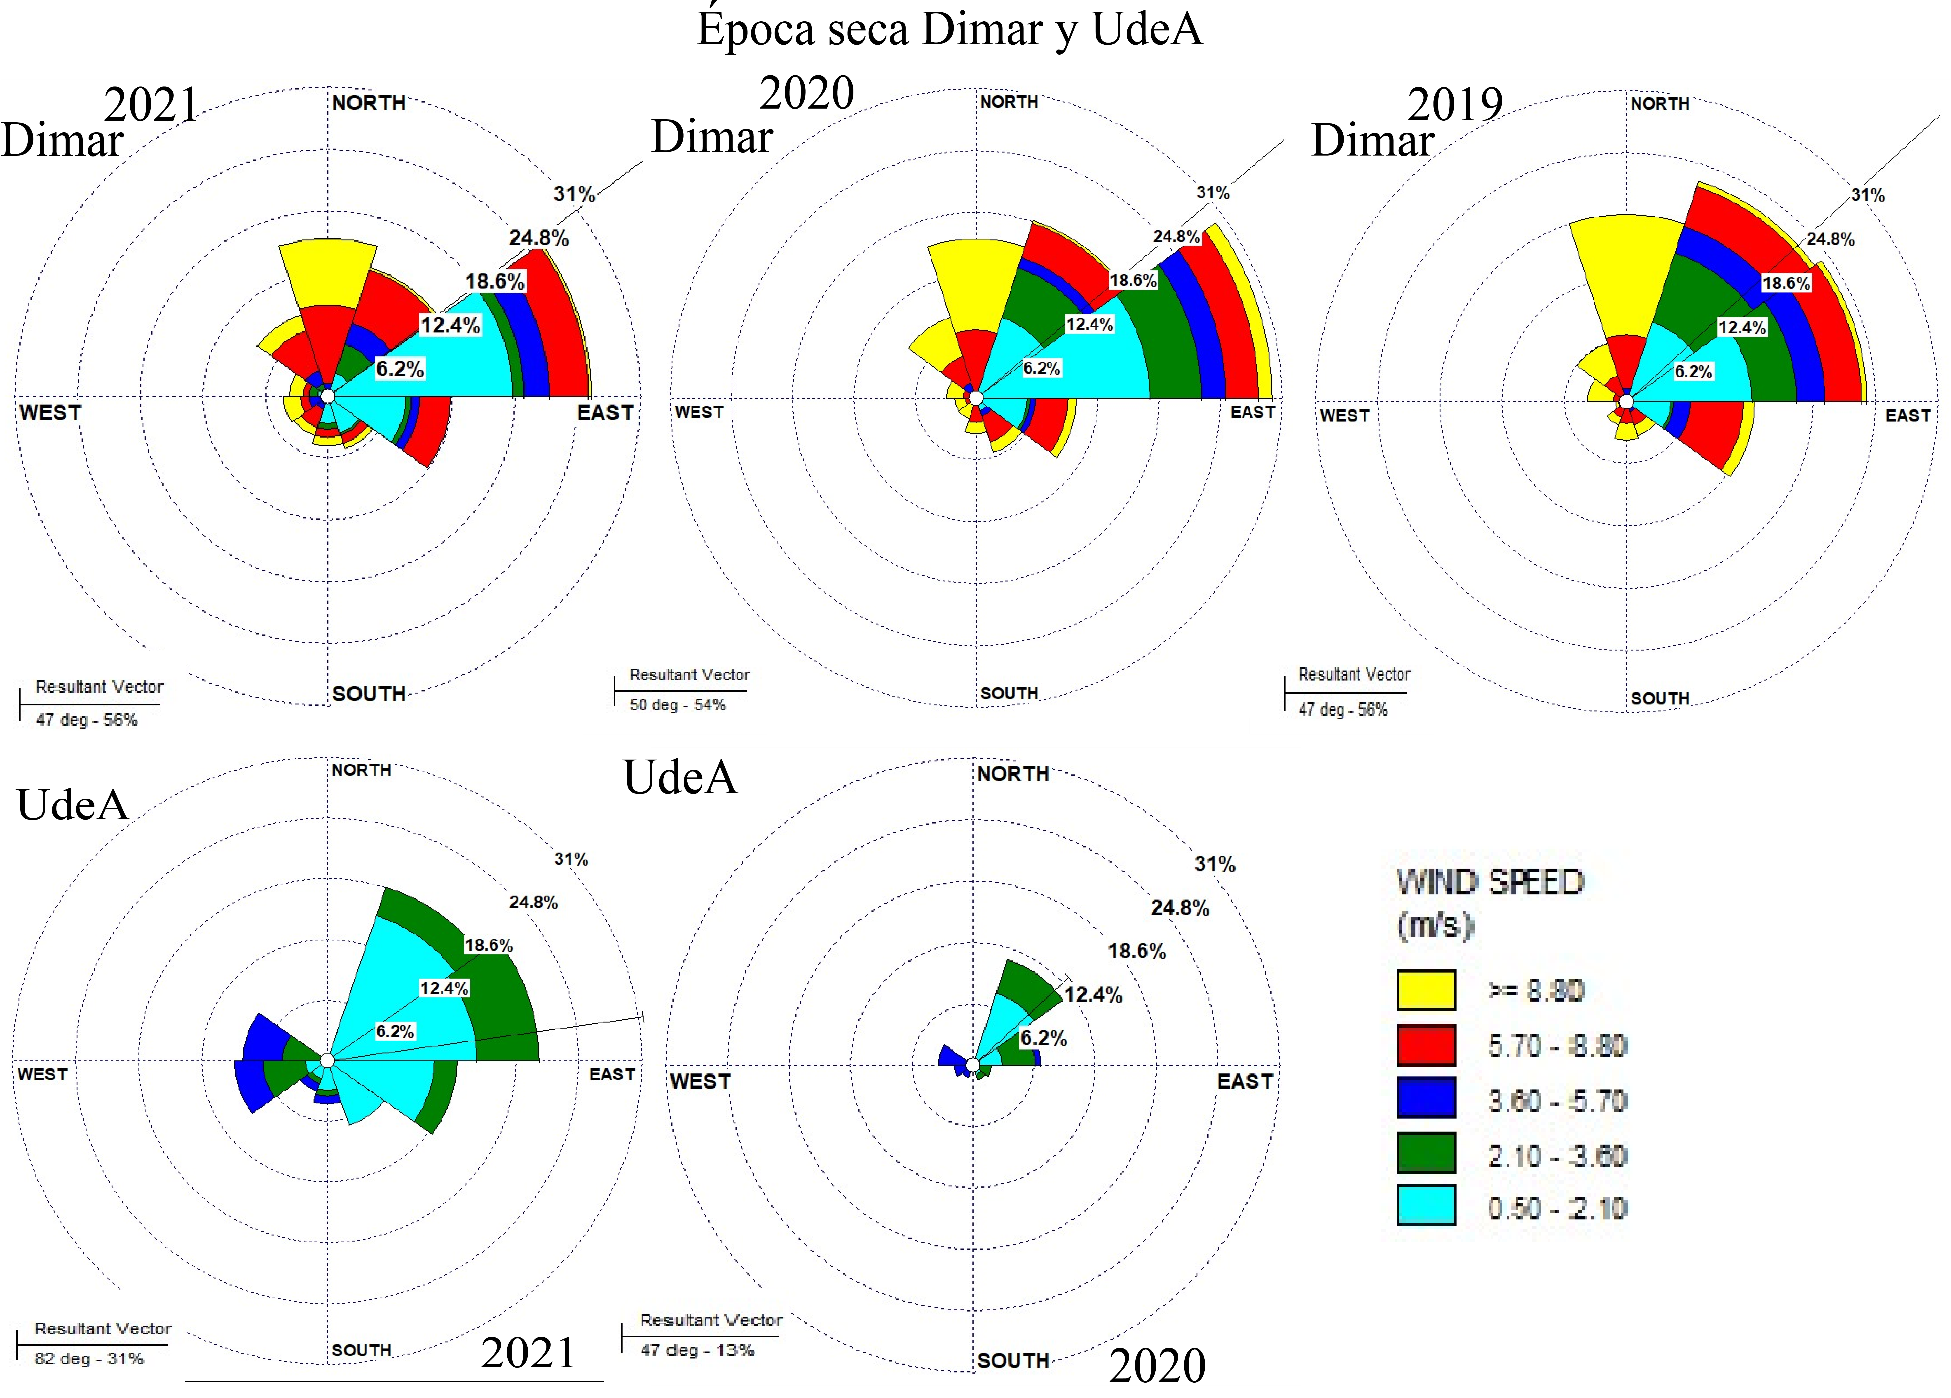 Época seca Dimar y UdeA
2021
Dimar
NORTH
31%
24.8%
18.6%
12.4%
6.2%
WEST
EAST
SOUTH
Resultant Vector
47 deg - 56%
2020
Dimar
NORTH
31%
24.8%
18.6%
12.4%
6.2%
WEST
EAST
SOUTH
Resultant Vector
50 deg - 54%
2019
Dimar
NORTH
31%
24.8%
18.6%
12.4%
6.2%
WEST
EAST
SOUTH
Resultant Vector
47 deg - 56%
UdeA
NORTH
31%
24.8%
18.6%
12.4%
6.2%
WEST
EAST
SOUTH
Resultant Vector
82 deg - 31%
2021
UdeA
NORTH
31%
24.8%
18.6%
12.4%
6.2%
WEST
EAST
SOUTH
Resultant Vector
47 deg - 13%
2020
WIND SPEED
(m/s)
>= 8.80
5.70 - 8.80
3.60 - 5.70
2.10 - 3.60
0.50 - 2.10